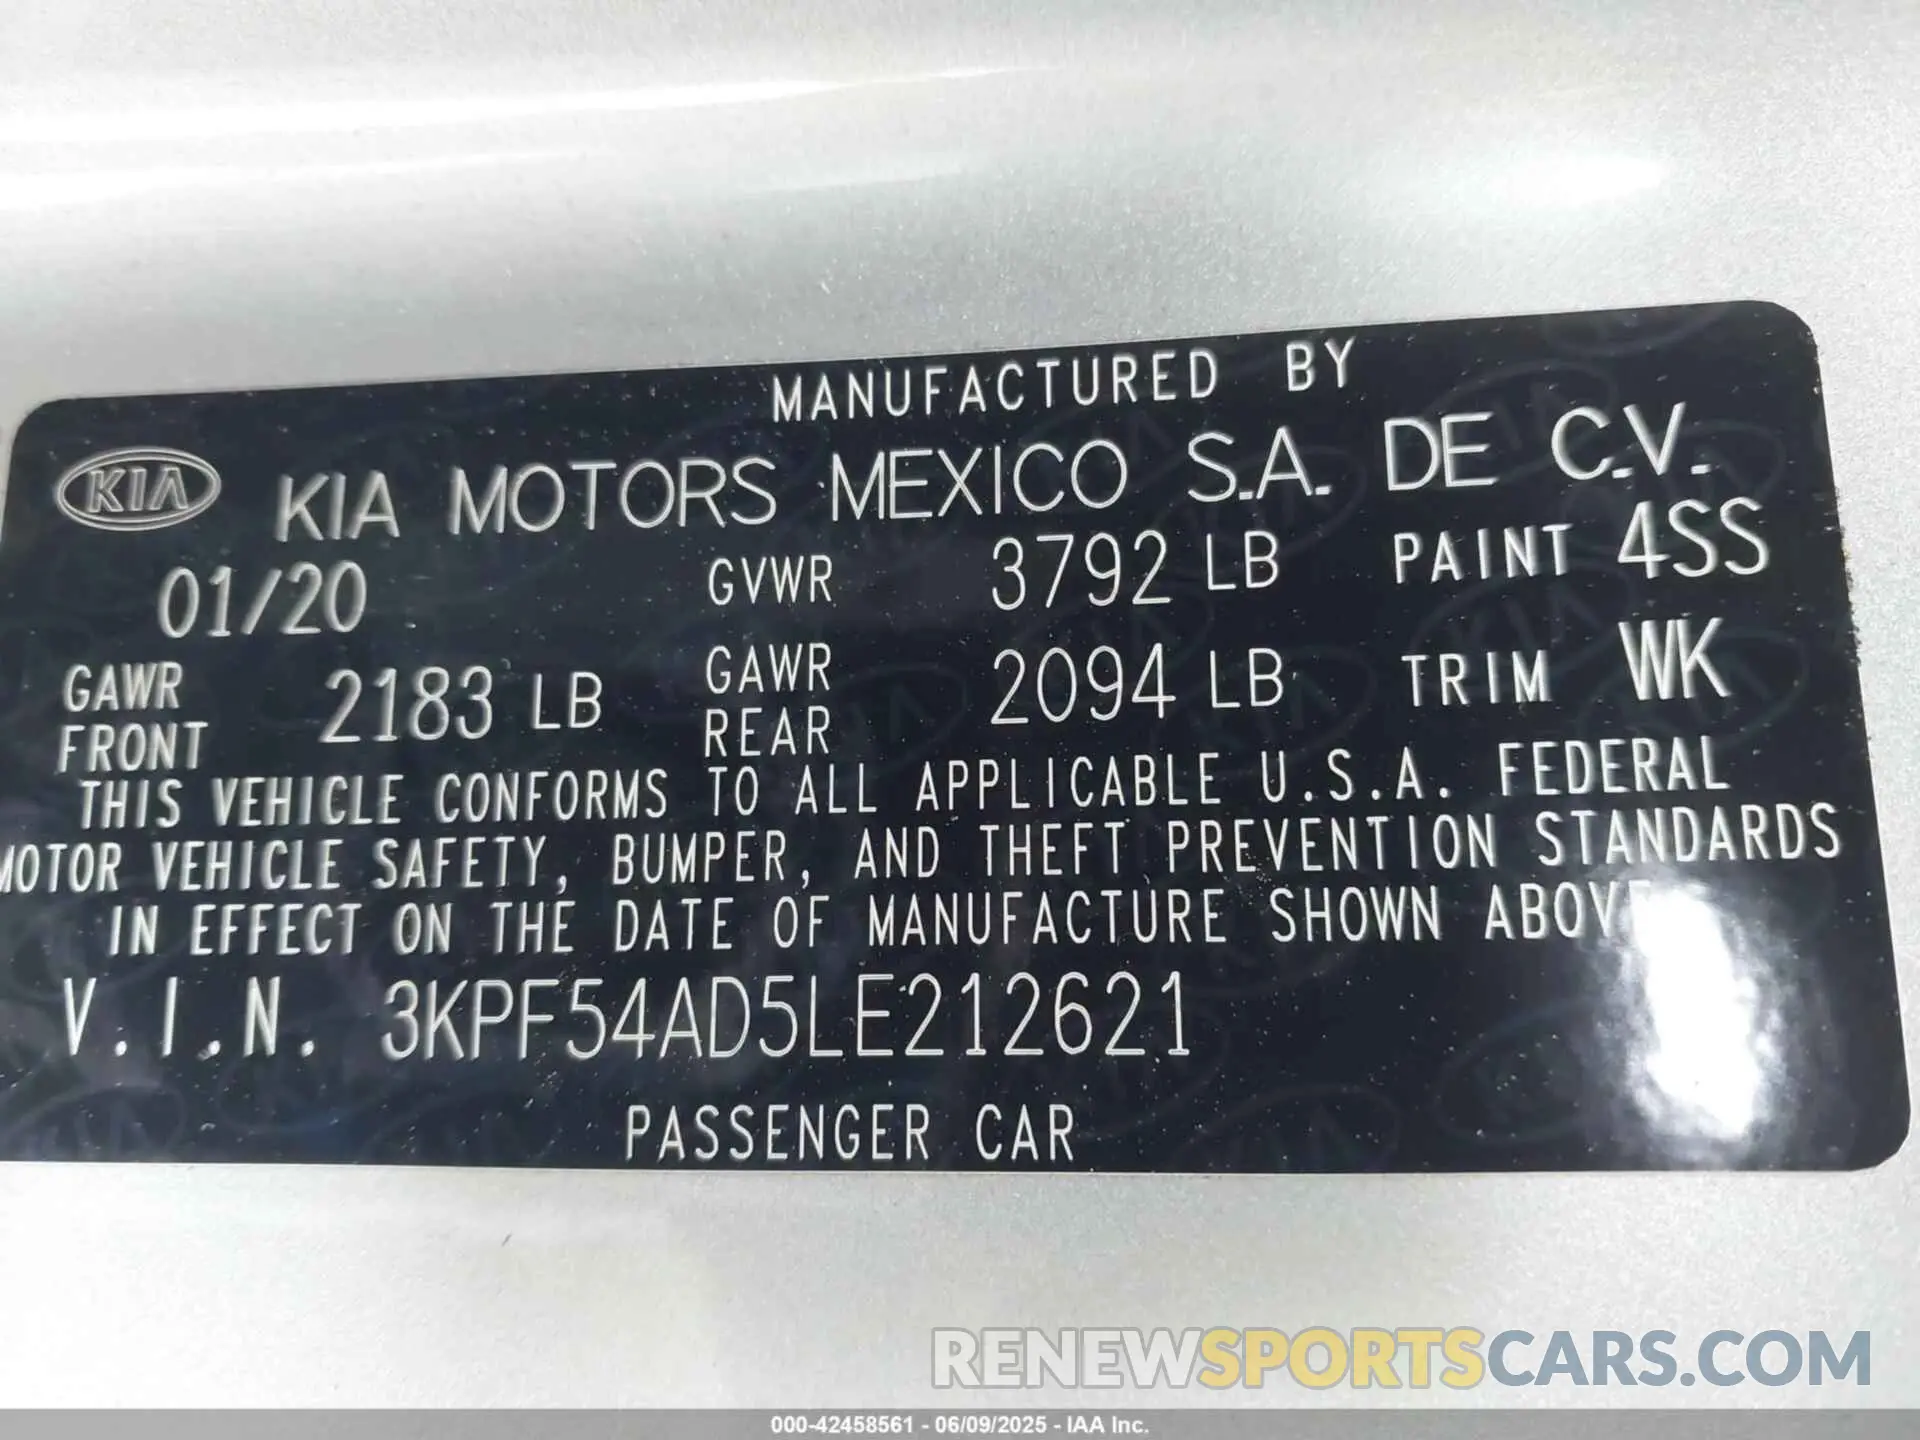 MANUFACTURED BY
KIA KIA MOTORS MEXICO S.A. DE C.V.
01/20 GVWR 3792 LB PAINT 4SS
GAWR FRONT 2183 LB GAWR REAR 2094 LB TRIM WK
THIS VEHICLE CONFORMS TO ALL APPLICABLE U.S.A. FEDERAL
MOTOR VEHICLE SAFETY, BUMPER, AND THEFT PREVENTION STANDARDS
IN EFFECT ON THE DATE OF MANUFACTURE SHOWN ABOVE
V.I.N. 3KPF54AD5LE212621
PASSENGER CAR
RENEWSPORTSCARS.COM
000-42458561 - 06/09/2025 - IAA Inc.